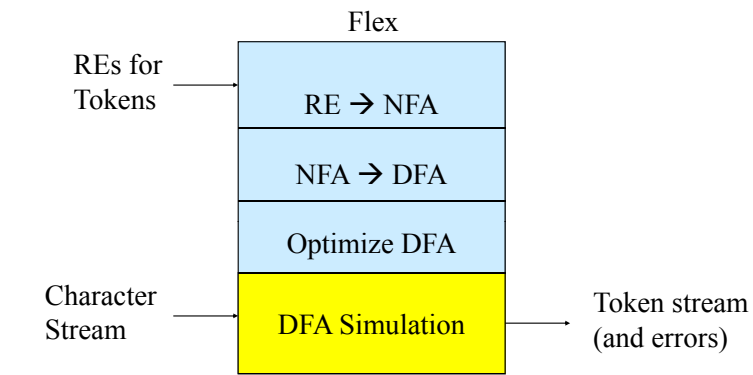 Flex
REs for
Tokens
RE → NFA
NFA → DFA
Optimize DFA
Character
Stream
DFA Simulation
Token stream
(and errors)